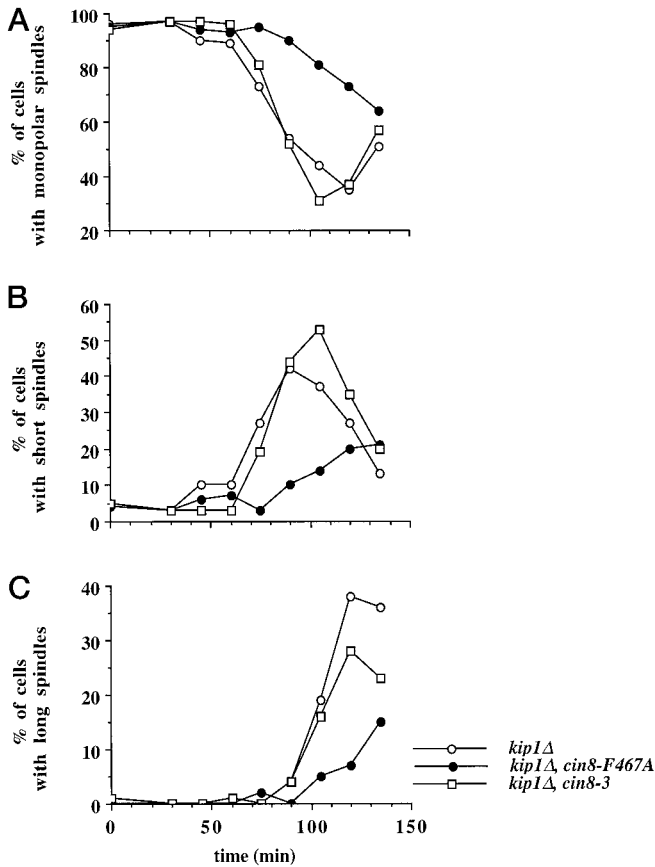 A
% of cells
with monopolar spindles
100
80
60
40
20
B
% of cells
with short spindles
60
50
40
30
20
10
0
C
% of cells
with long spindles
40
30
20
10
0
0 50 100 150
time (min)
kip1Δ
kip1Δ, cin8-F467A
kip1Δ, cin8-3